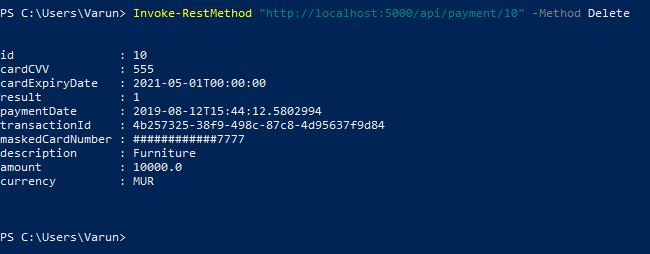 PS C:\Users\Varun> Invoke-RestMethod "http://localhost:5000/api/payment/10" -Method Delete
id : 10
cardCVV : 555
cardExpiryDate : 2021-05-01T00:00:00
result : 1
paymentDate : 2019-08-12T15:44:12.5802994
transactionId : 4b257325-38f9-498c-87c8-4d95637f9d84
maskedCardNumber : ############7777
description : Furniture
amount : 10000.0
currency : MUR
PS C:\Users\Varun>